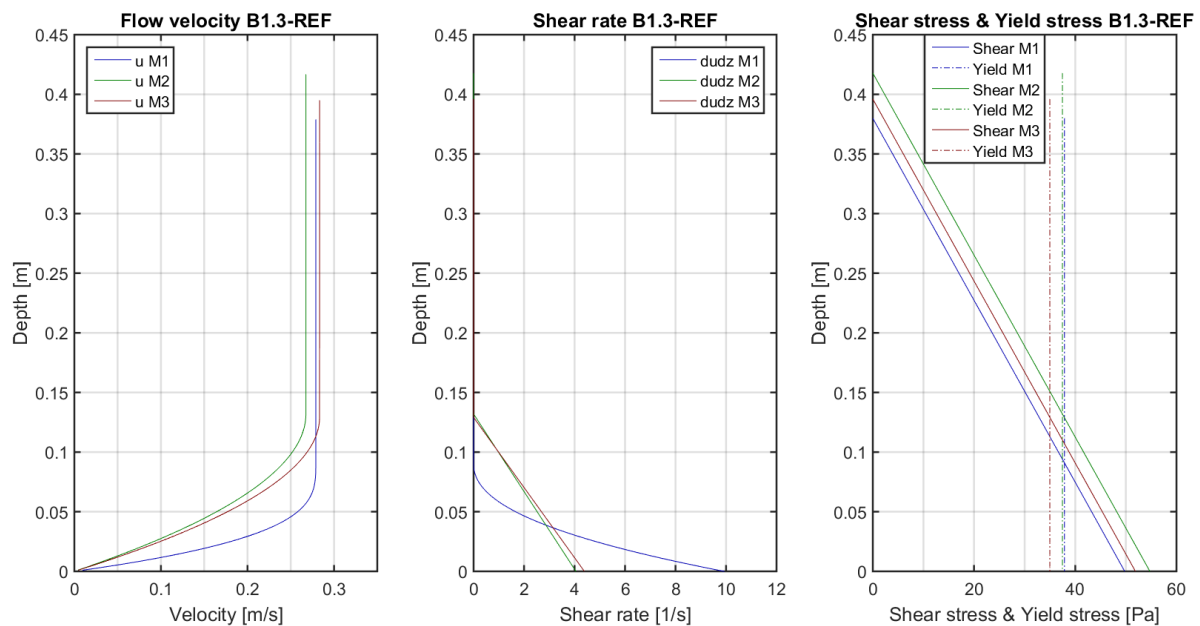 Flow velocity B1.3-REF
0.45
0.4
0.35
0.3
0.25
0.2
0.15
0.1
0.05
0
Depth [m]
u M1
u M2
u M3
0
0.1
0.2
0.3
Velocity [m/s]
Shear rate B1.3-REF
0.45
0.4
0.35
0.3
0.25
0.2
0.15
0.1
0.05
0
Depth [m]
dudz M1
dudz M2
dudz M3
0
2
4
6
8
10
12
Shear rate [1/s]
Shear stress & Yield stress B1.3-REF
0.45
0.4
0.35
0.3
0.25
0.2
0.15
0.1
0.05
0
Depth [m]
Shear M1
Yield M1
Shear M2
Yield M2
Shear M3
Yield M3
0
20
40
60
Shear stress & Yield stress [Pa]